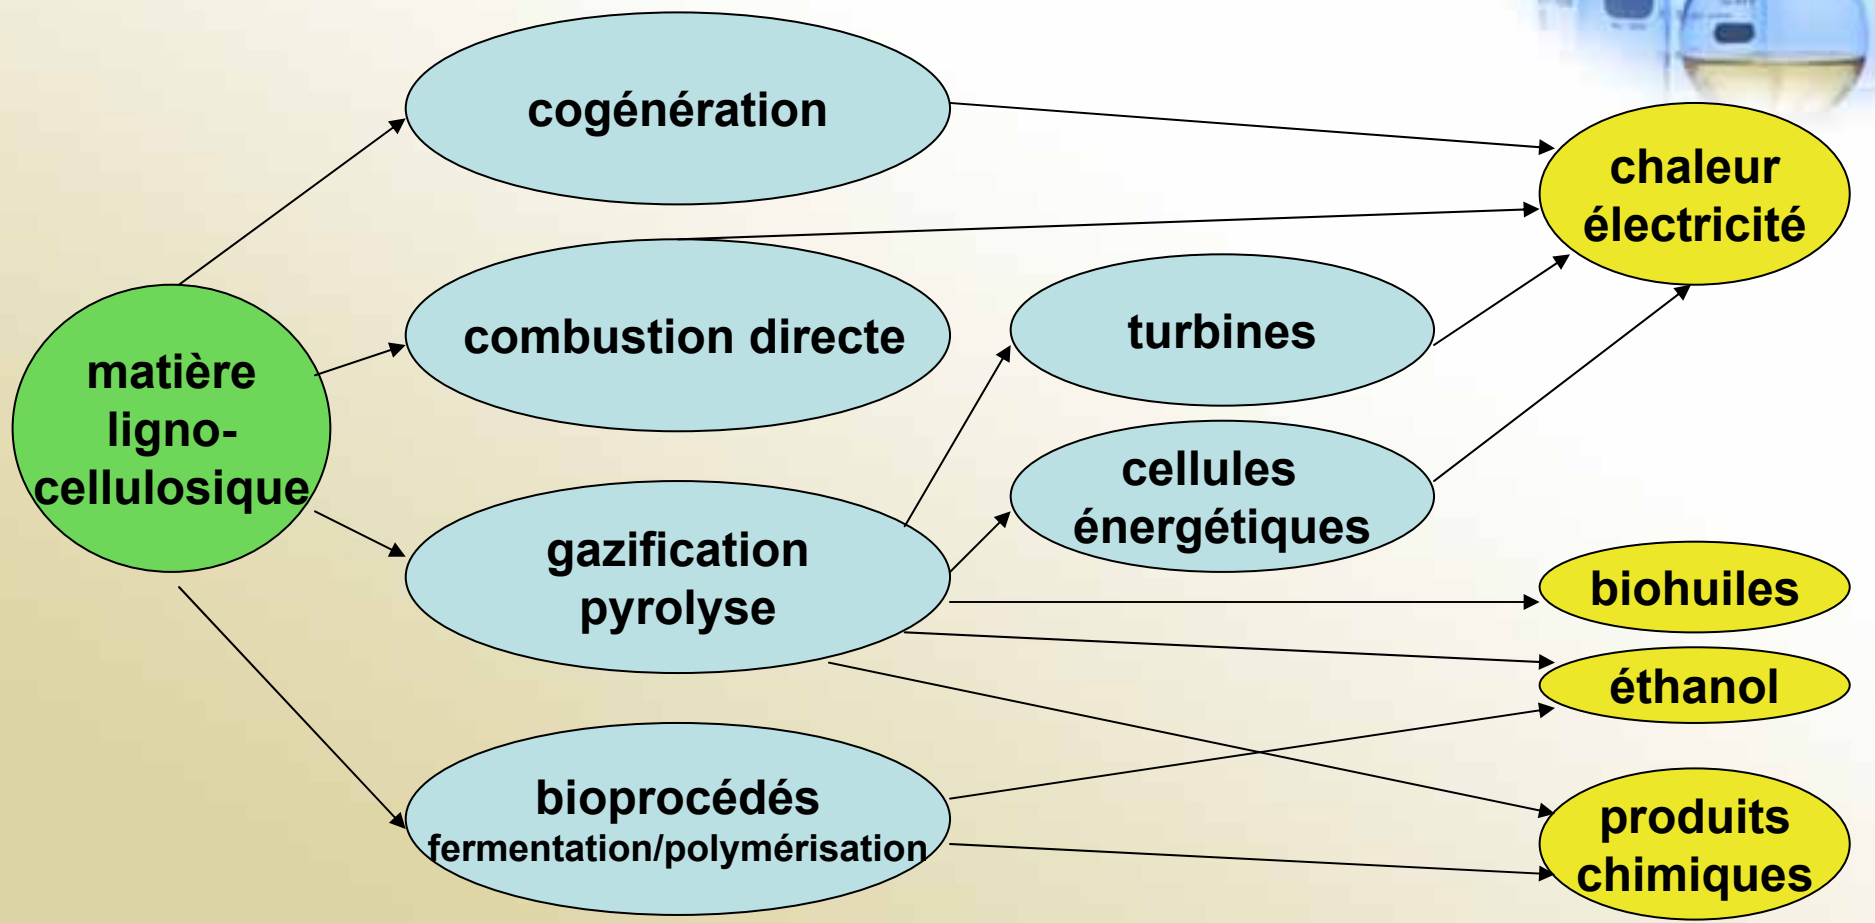 cogénération
chaleur
électricité
combustion directe
turbines
matière
ligno-
cellulosique
cellules
énergétiques
gazification
pyrolyse
biohuiles
éthanol
bioprocédés
fermentation/polymérisation
produits
chimiques